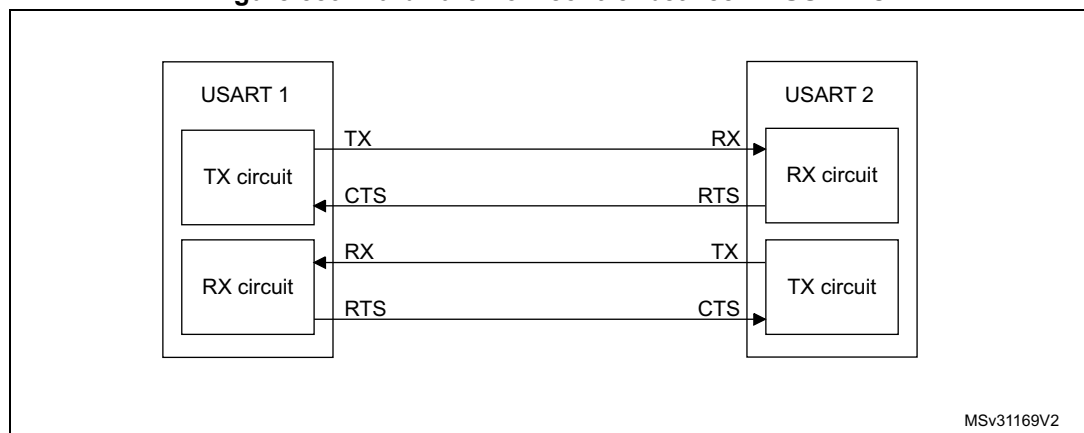 USART 1
USART 2
TX
RX
TX circuit
RX circuit
CTS
RTS
RX
TX
RX circuit
TX circuit
RTS
CTS
MSv31169V2